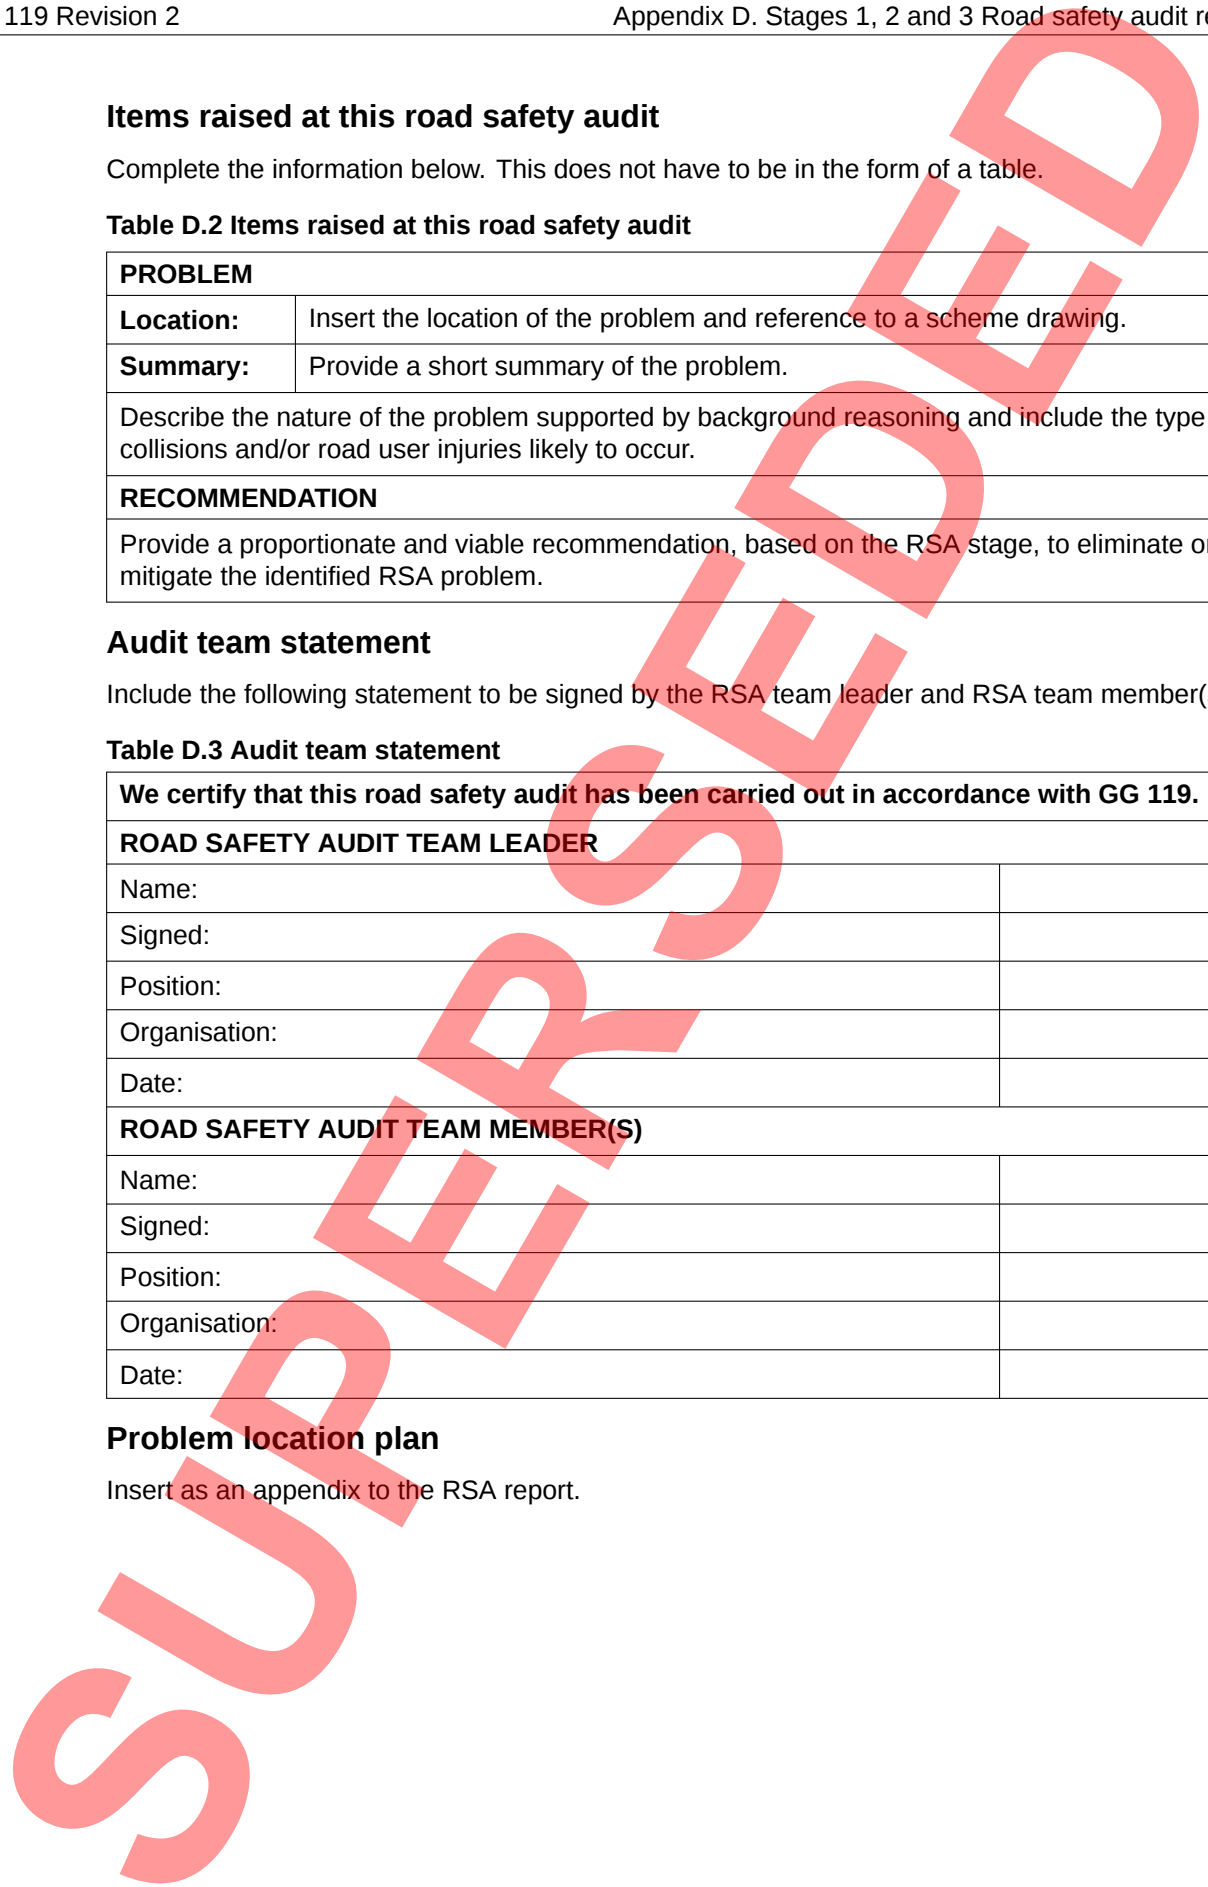 119 Revision 2 Appendix D. Stages 1, 2 and 3 Road safety audit re
Items raised at this road safety audit
Complete the information below. This does not have to be in the form of a table.
Table D.2 Items raised at this road safety audit
PROBLEM
Location: Insert the location of the problem and reference to a scheme drawing.
Summary: Provide a short summary of the problem.
Describe the nature of the problem supported by background reasoning and include the type
collisions and/or road user injuries likely to occur.
RECOMMENDATION
Provide a proportionate and viable recommendation, based on the RSA stage, to eliminate or
mitigate the identified RSA problem.
Audit team statement
Include the following statement to be signed by the RSA team leader and RSA team member(
Table D.3 Audit team statement
We certify that this road safety audit has been carried out in accordance with GG 119.
ROAD SAFETY AUDIT TEAM LEADER
Name:
Signed:
Position:
Organisation:
Date:
ROAD SAFETY AUDIT TEAM MEMBER(S)
Name:
Signed:
Position:
Organisation:
Date:
Problem location plan
Insert as an appendix to the RSA report.
SUPERSEDED